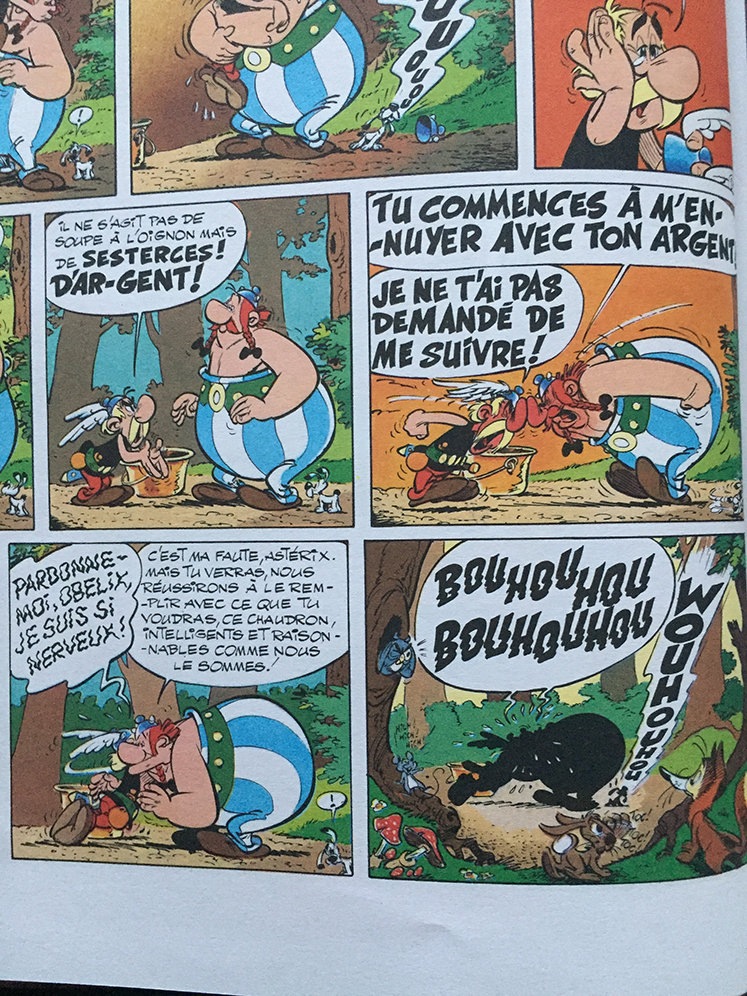 OUOUOU
IL NE S'AGIT PAS DE
SOUPE À L'OIGNON MAIS
DE SESTERCES!
D'AR-GENT!
TU COMMENCES À M'EN-
-NUYER AVEC TON ARGENT
JE NE T'AI PAS
DEMANDÉ DE
ME SUIVRE!
PARDONNE-
MOI, OBÉLIX,
JE SUIS SI
NERVEUX!
C'EST MA FAUTE, ASTÉRIX.
MAIS TU VERRAS, NOUS
RÉUSSIRONS À LE REM-
-PLIR AVEC CE QUE TU
VOUDRAS, CE CHAUDRON,
INTELLIGENTS ET RAISON-
-NABLES COMME NOUS
LE SOMMES!
!
BOUHOUHOU
BOUHOUHOU
WOUHOUHOU
TOC!